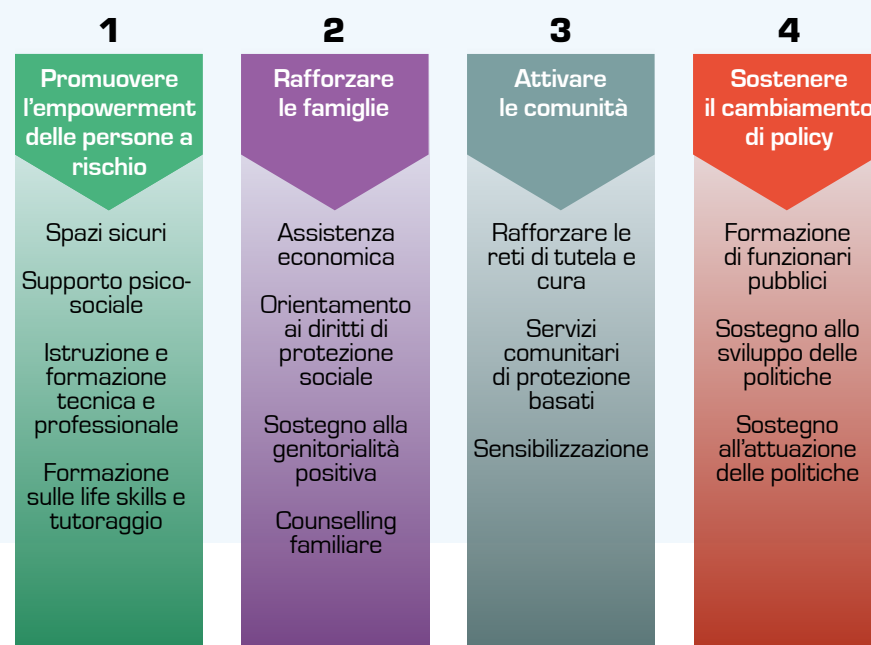 1
Promuovere
l'empowerment
delle persone a
rischio
Spazi sicuri
Supporto psico-
sociale
Istruzione e
formazione
tecnica e
professionale
Formazione
sulle life skills e
tutoraggio
2
Rafforzare
le famiglie
Assistenza
economica
Orientamento
ai diritti di
protezione
sociale
Sostegno alla
genitorialità
positiva
Counselling
familiare
3
Attivare
le comunità
Rafforzare le
reti di tutela e
cura
Servizi
comunitari
di protezione
basati
Sensibilizzazione
4
Sostenere
il cambiamento
di policy
Formazione
di funzionari
pubblici
Sostegno allo
sviluppo delle
politiche
Sostegno
all'attuazione
delle politiche